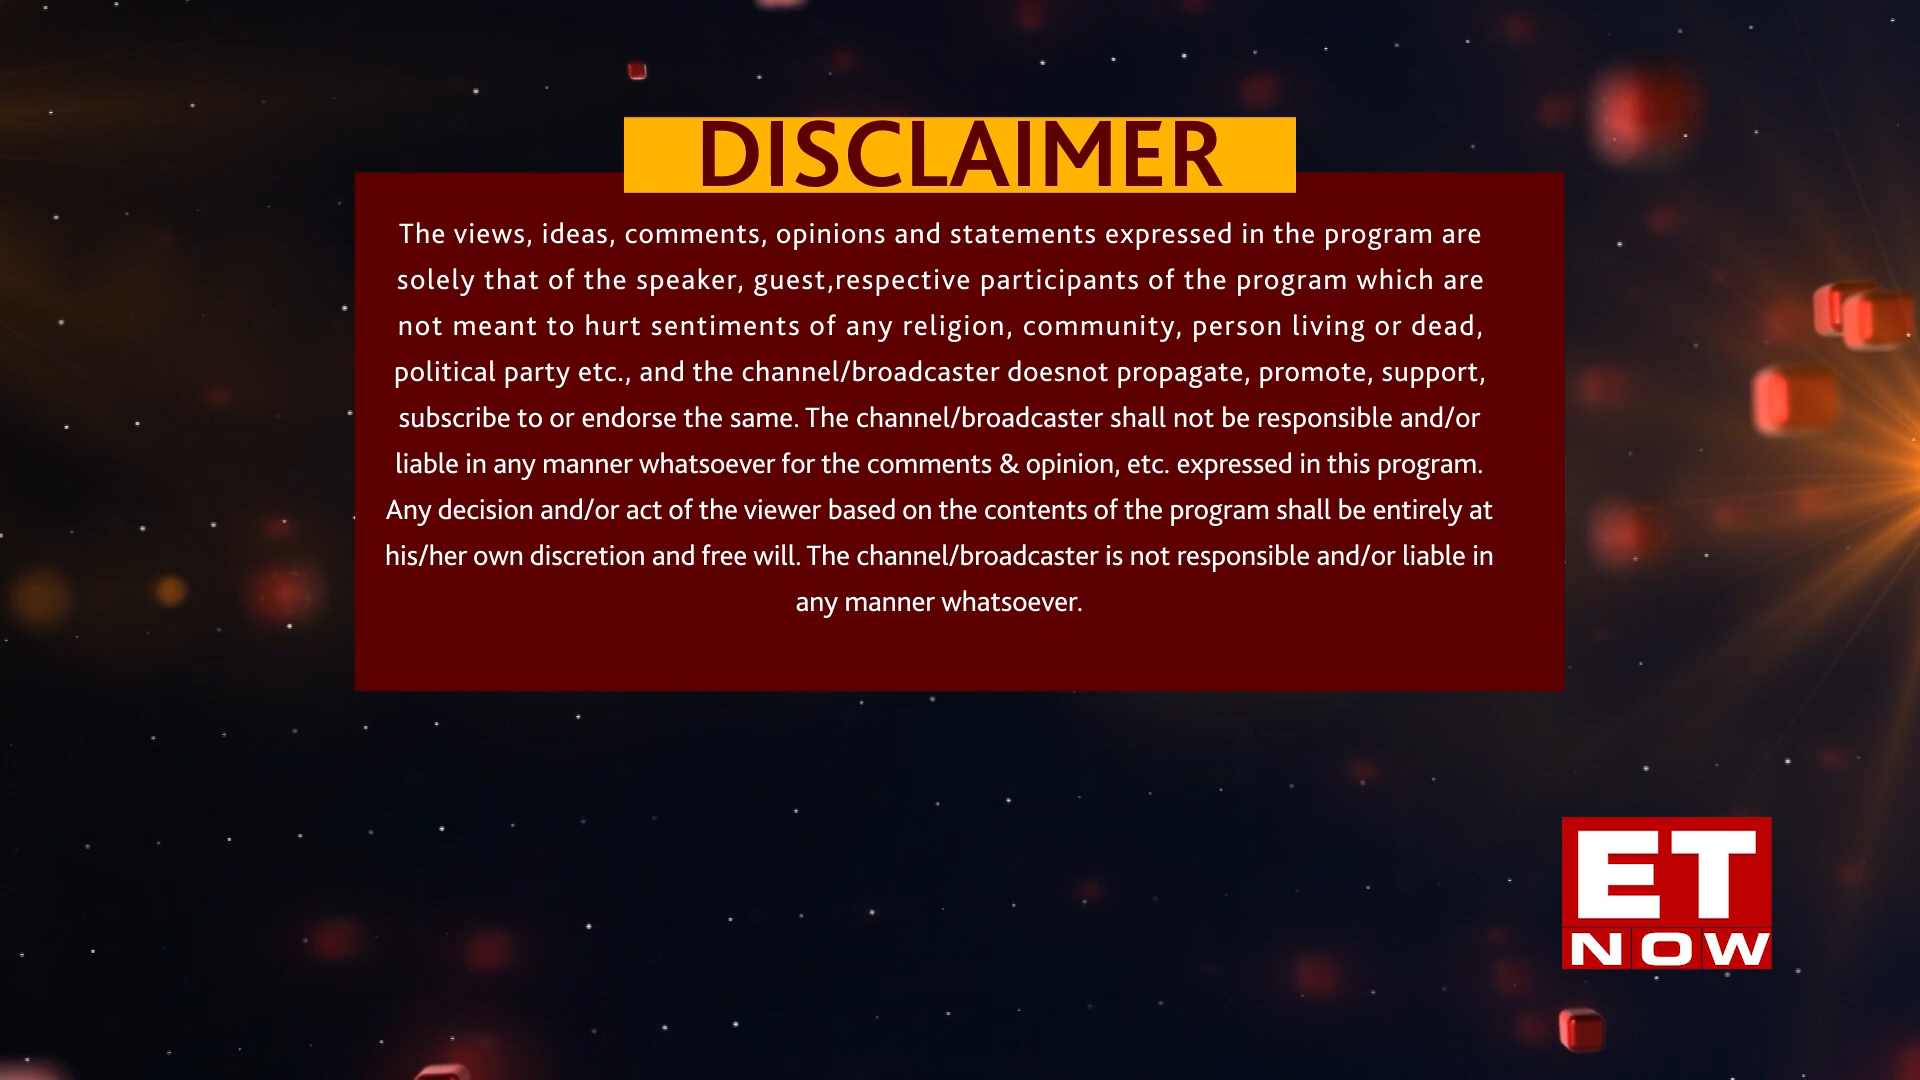 DISCLAIMER
The views, ideas, comments, opinions and statements expressed in the program are
solely that of the speaker, guest,respective participants of the program which are
not meant to hurt sentiments of any religion, community, person living or dead,
political party etc., and the channel/broadcaster doesnot propagate, promote, support,
subscribe to or endorse the same. The channel/broadcaster shall not be responsible and/or
liable in any manner whatsoever for the comments & opinion, etc. expressed in this program.
Any decision and/or act of the viewer based on the contents of the program shall be entirely at
his/her own discretion and free will. The channel/broadcaster is not responsible and/or liable in
any manner whatsoever.
ET
NOW